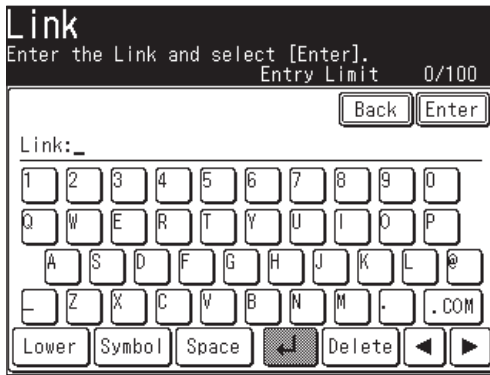 Link
Enter the Link and select [Enter].
Entry Limit 0/100
Back Enter
Link:_
1 2 3 4 5 6 7 8 9 0
Q W E R T Y U I O P
A S D F G H J K L @
_ Z X C V B N M . .COM
Lower Symbol Space ↵ Delete ◀ ▶